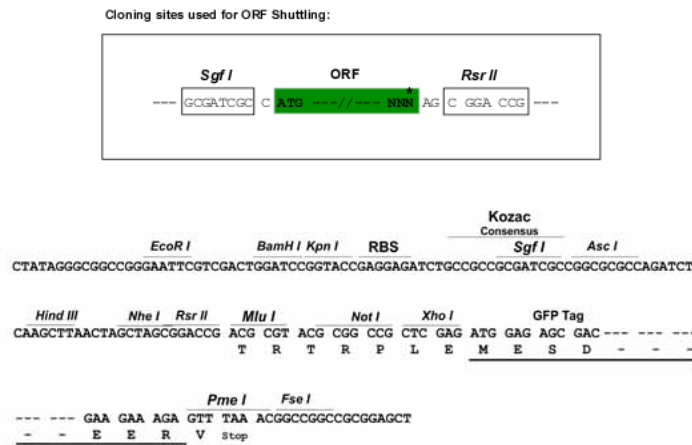 Cloning sites used for ORF Shuttling:
Sgf I ORF Rsr II
--- GCGATCGC C ATG ---//--- NNN* AG C GGA CCG ---
Kozac
Consensus
EcoR I BamH I Kpn I RBS Sgf I Asc I
CTATAGGGCGGCCGGGAATTCGTCGACTGGATCCGGTACCGAGGAGATCTGCCGCCGCGATCGCCGGCGCGCCAGATCT
Hind III Nhe I Rsr II Mlu I Not I Xho I GFP Tag
CAAGCTTAACTAGCTAGCGGACCG ACG CGT ACG CGG CCG CTC GAG ATG GAG AGC GAC --- --- ---
T R T R P L E M E S D - - -
Pme I Fse I
--- --- GAA GAA AGA GTT TAA ACGGCCGGCCGCGGAGCT
- - E E R V Stop